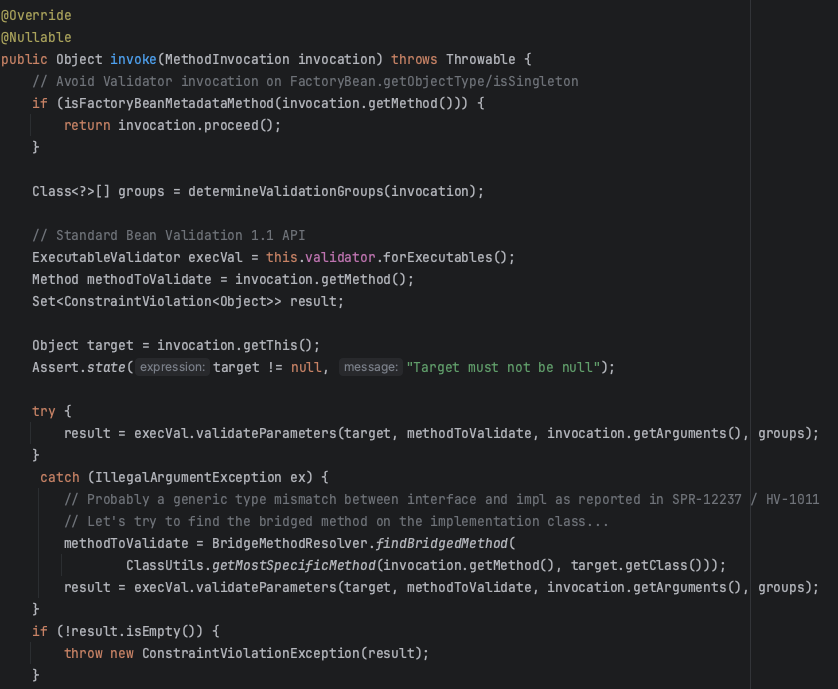 @Override
@Nullable
public Object invoke(MethodInvocation invocation) throws Throwable {
    // Avoid Validator invocation on FactoryBean.getObjectType/isSingleton
    if (isFactoryBeanMetadataMethod(invocation.getMethod())) {
        return invocation.proceed();
    }

    Class<?>[] groups = determineValidationGroups(invocation);

    // Standard Bean Validation 1.1 API
    ExecutableValidator execVal = this.validator.forExecutables();
    Method methodToValidate = invocation.getMethod();
    Set<ConstraintViolation<Object>> result;

    Object target = invocation.getThis();
    Assert.state( expression: target != null,  message: "Target must not be null");

    try {
        result = execVal.validateParameters(target, methodToValidate, invocation.getArguments(), groups);
    }
     catch (IllegalArgumentException ex) {
        // Probably a generic type mismatch between interface and impl as reported in SPR-12237 / HV-1011
        // Let's try to find the bridged method on the implementation class...
        methodToValidate = BridgeMethodResolver.findBridgedMethod(
                ClassUtils.getMostSpecificMethod(invocation.getMethod(), target.getClass()));
        result = execVal.validateParameters(target, methodToValidate, invocation.getArguments(), groups);
    }
    if (!result.isEmpty()) {
        throw new ConstraintViolationException(result);
    }